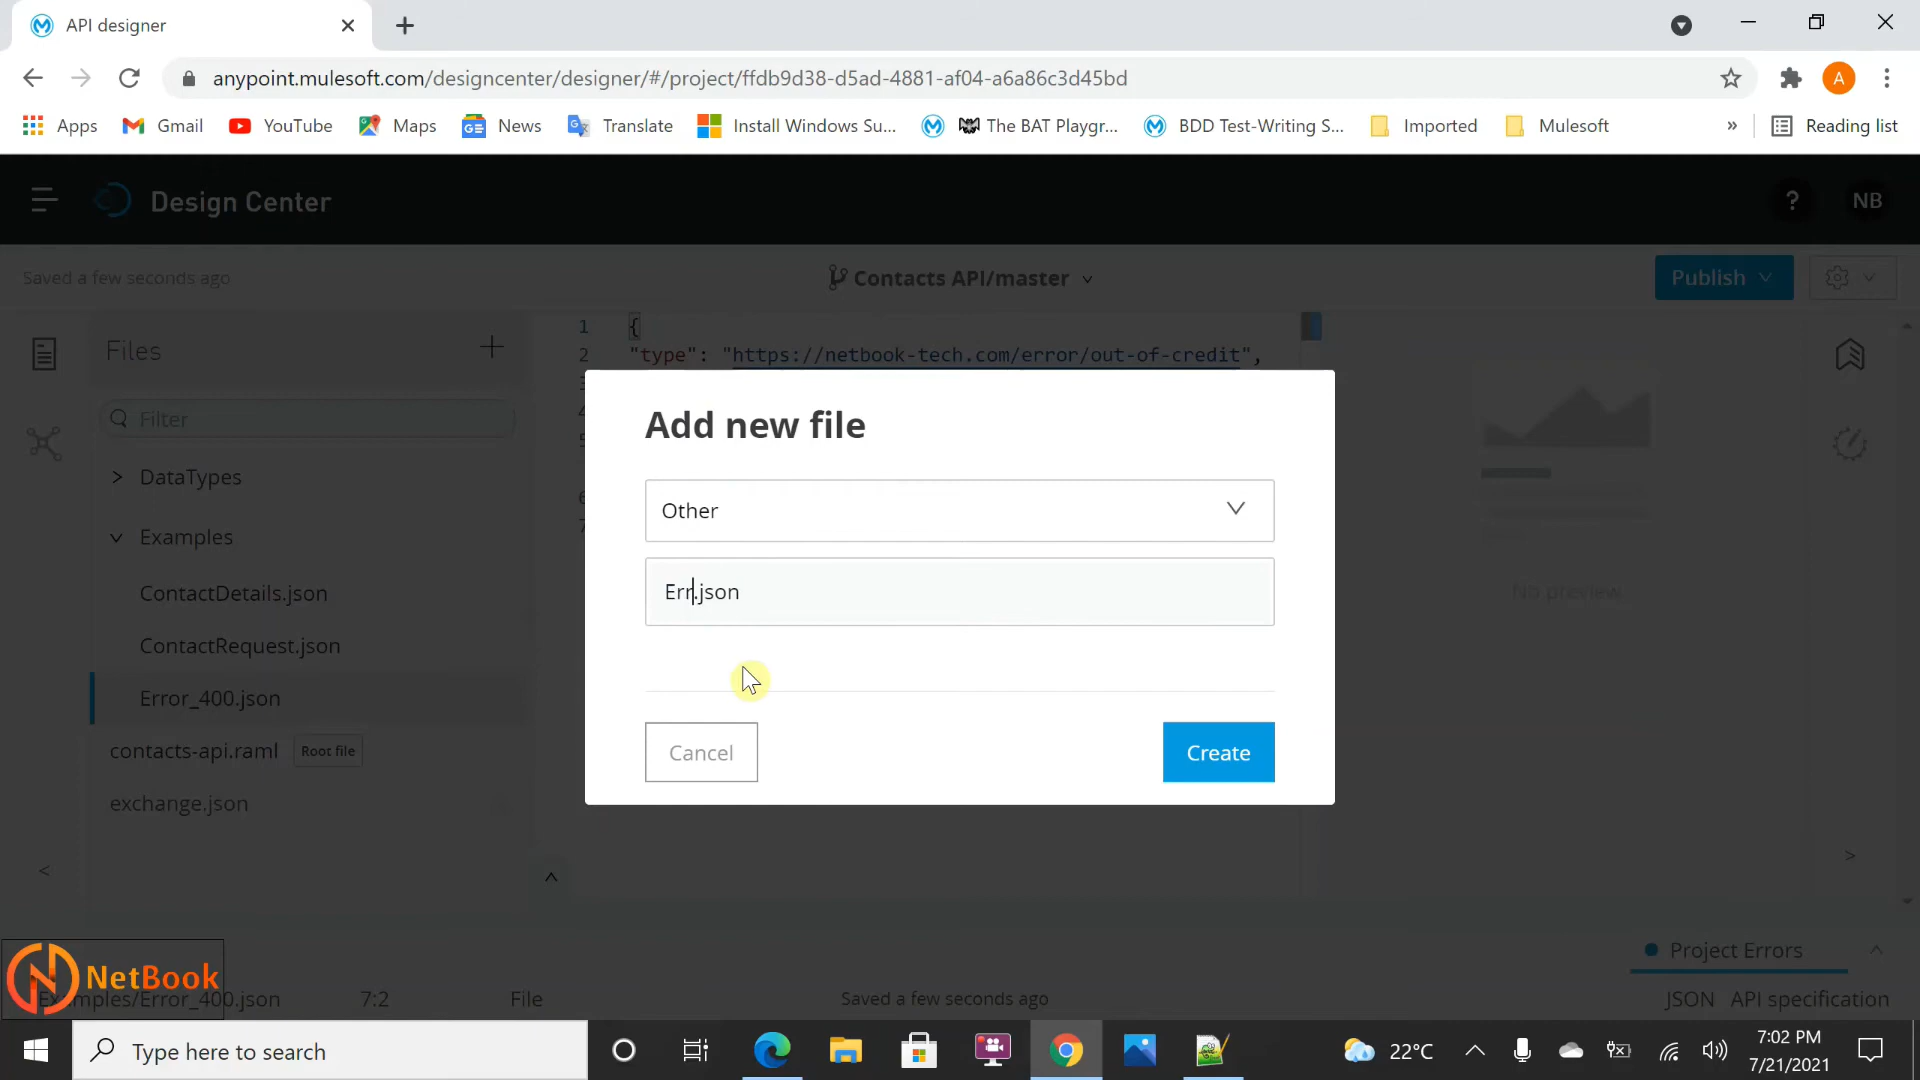 API designer
anypoint.mulesoft.com/designcenter/designer/#/project/ffdb9d38-d5ad-4881-af04-a6a86c3d45bd
A
Apps Gmail YouTube Maps News Translate Install Windows Su... The BAT Playgr... BDD Test-Writing S... Imported Mulesoft » Reading list
Design Center ? NB
Saved a few seconds ago Contacts API/master Publish
Files
Filter
DataTypes
Examples
ContactDetails.json
ContactRequest.json
Error_400.json
contacts-api.raml Root file
exchange.json
1 {
2 "type": "https://netbook-tech.com/error/out-of-credit",
Add new file
Other
Err.json
Cancel Create
No preview
Project Errors
NetBook
Examples/Error_400.json 7:2 File Saved a few seconds ago JSON API specification
Type here to search
22°C
7:02 PM
7/21/2021